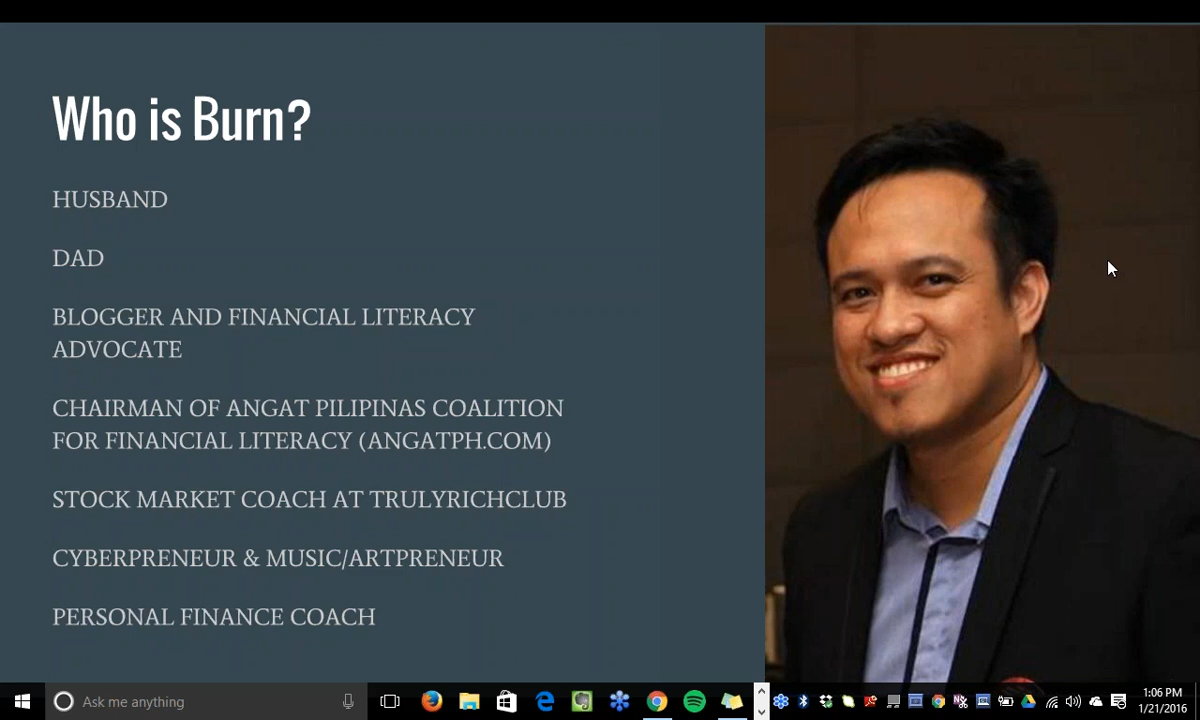 Who is Burn?
HUSBAND
DAD
BLOGGER AND FINANCIAL LITERACY
ADVOCATE
CHAIRMAN OF ANGAT PILIPINAS COALITION
FOR FINANCIAL LITERACY (ANGATPH.COM)
STOCK MARKET COACH AT TRULYRICHCLUB
CYBERPRENEUR & MUSIC/ARTPRENEUR
PERSONAL FINANCE COACH
Ask me anything
1:06 PM
1/21/2016